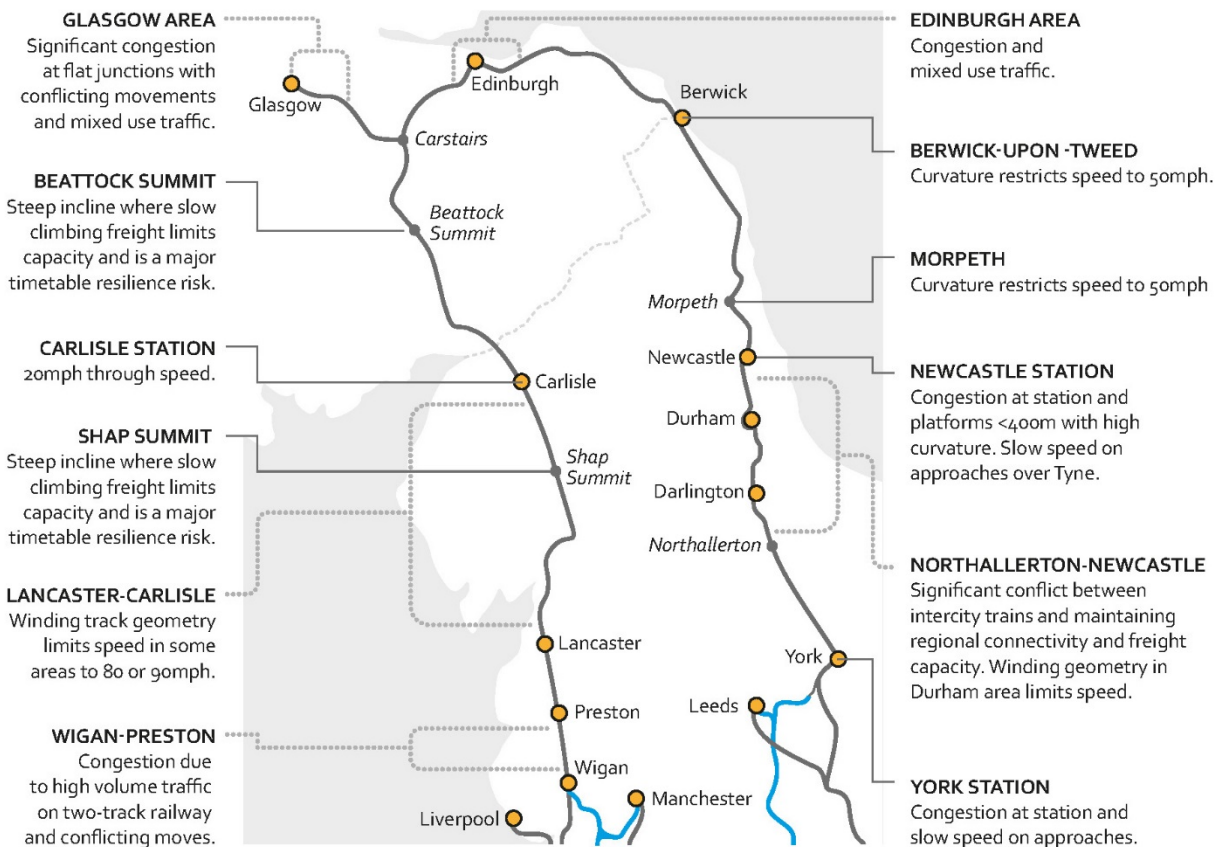 GLASGOW AREA
Significant congestion
at flat junctions with
conflicting movements
and mixed use traffic.
BEATTOCK SUMMIT
Steep incline where slow
climbing freight limits
capacity and is a major
timetable resilience risk.
CARLISLE STATION
20mph through speed.
SHAP SUMMIT
Steep incline where slow
climbing freight limits
capacity and is a major
timetable resilience risk.
LANCASTER-CARLISLE
Winding track geometry
limits speed in some
areas to 80 or 90mph.
WIGAN-PRESTON
Congestion due
to high volume traffic
on two-track railway
and conflicting moves.
Glasgow
Edinburgh
Carstairs
Berwick
Beattock
Summit
Morpeth
Newcastle
Carlisle
Durham
Shap
Summit
Darlington
Northallerton
Lancaster
York
Preston
Leeds
Wigan
Manchester
Liverpool
EDINBURGH AREA
Congestion and
mixed use traffic.
BERWICK-UPON -TWEED
Curvature restricts speed to 50mph.
MORPETH
Curvature restricts speed to 50mph
NEWCASTLE STATION
Congestion at station and
platforms <400m with high
curvature. Slow speed on
approaches over Tyne.
NORTHALLERTON-NEWCASTLE
Significant conflict between
intercity trains and maintaining
regional connectivity and freight
capacity. Winding geometry in
Durham area limits speed.
YORK STATION
Congestion at station and
slow speed on approaches.